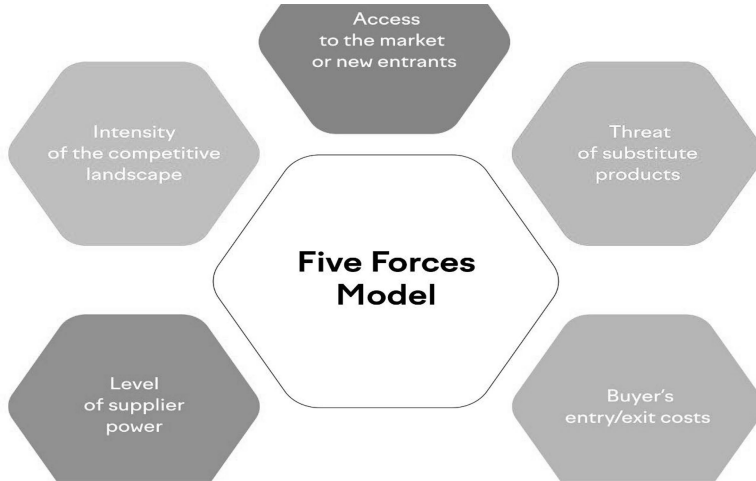 Access
to the market
or new entrants
Intensity
of the competitive
landscape
Threat
of substitute
products
Five Forces
Model
Level
of supplier
power
Buyer’s
entry/exit costs